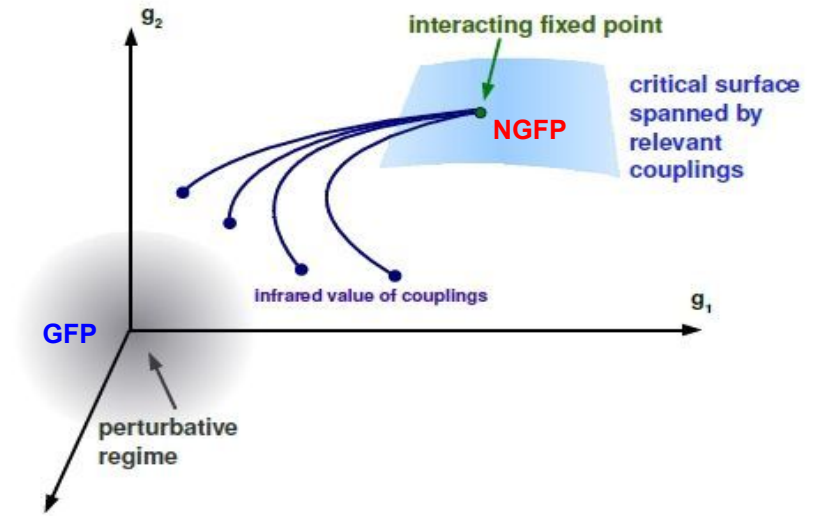 g₂
interacting fixed point
NGFP
critical surface
spanned by
relevant
couplings
infrared value of couplings
g₁
GFP
perturbative
regime